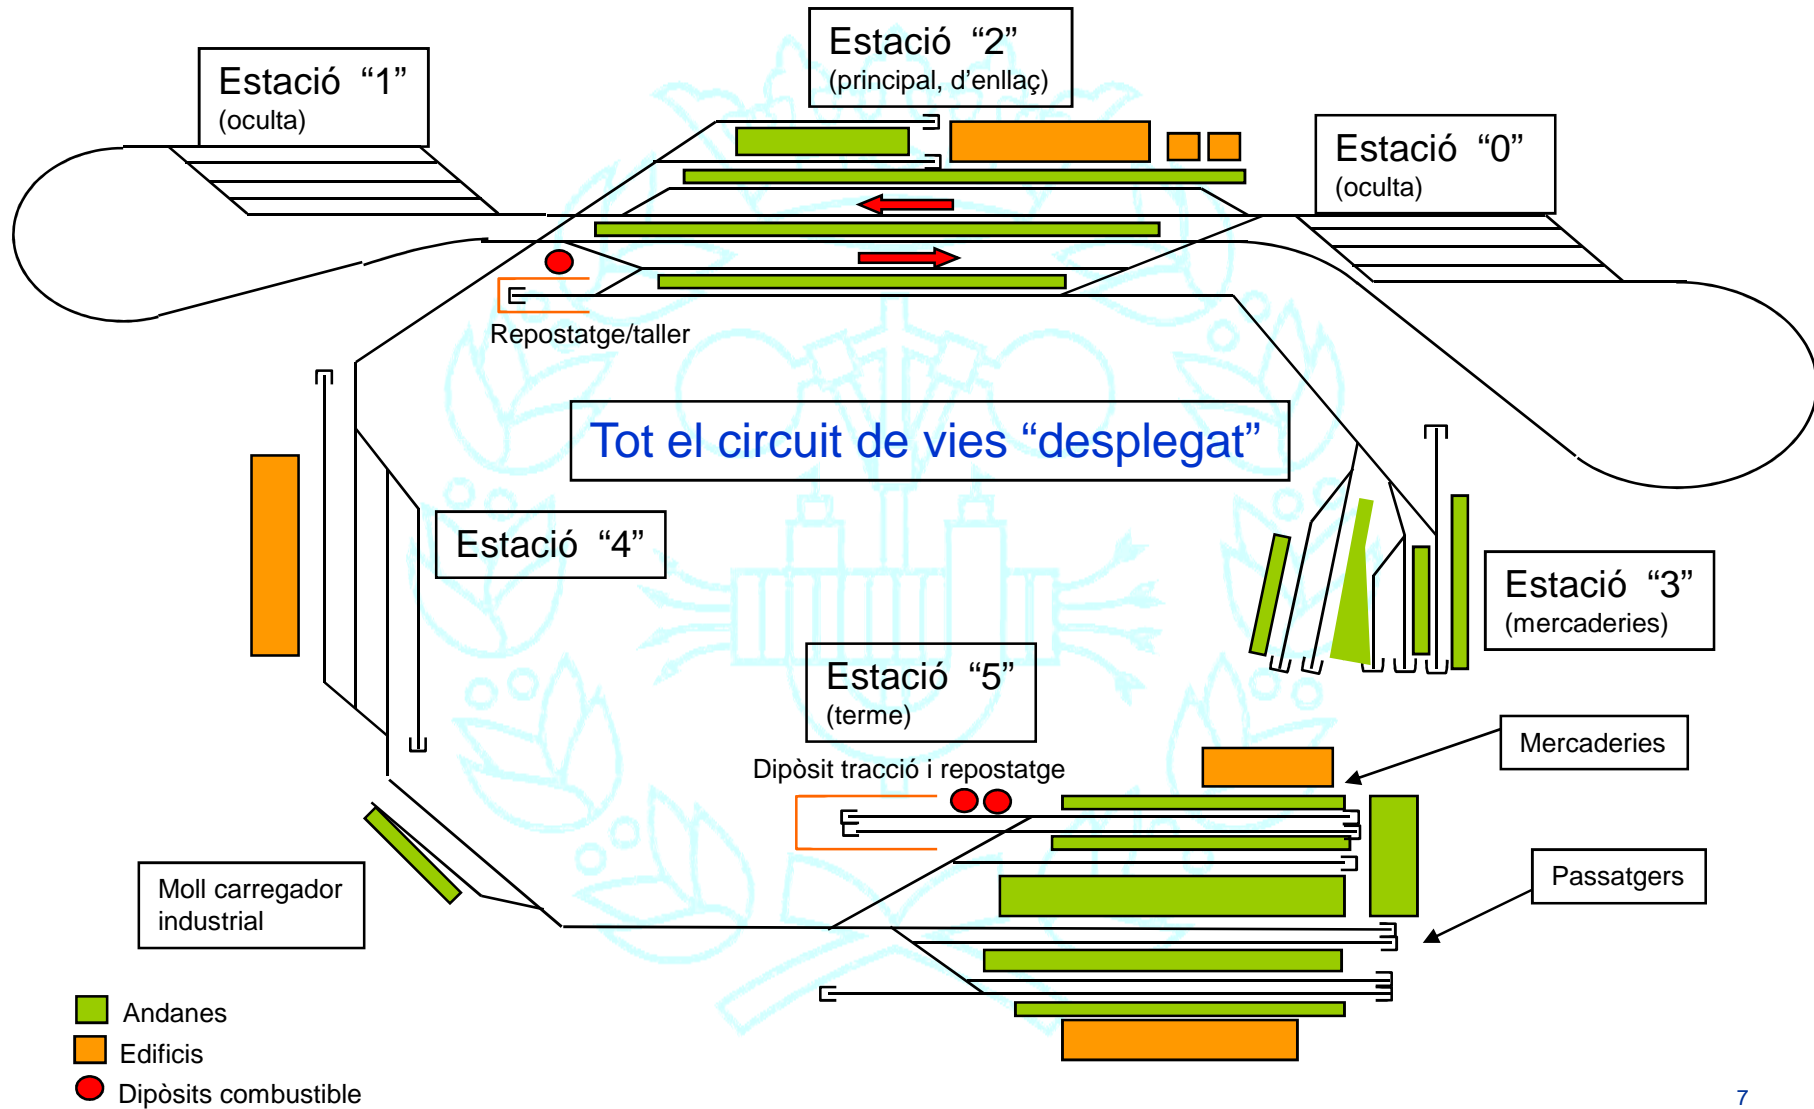 Estació “2”
(principal, d’enllaç)
Estació “1”
(oculta)
Estació “0”
(oculta)
Repostatge/taller
Tot el circuit de vies “desplegat”
Estació “4”
Estació “3”
(mercaderies)
Estació “5”
(terme)
Mercaderies
Dipòsit tracció i repostatge
Passatgers
Moll carregador
industrial
Andanes
Edificis
Dipòsits combustible
7